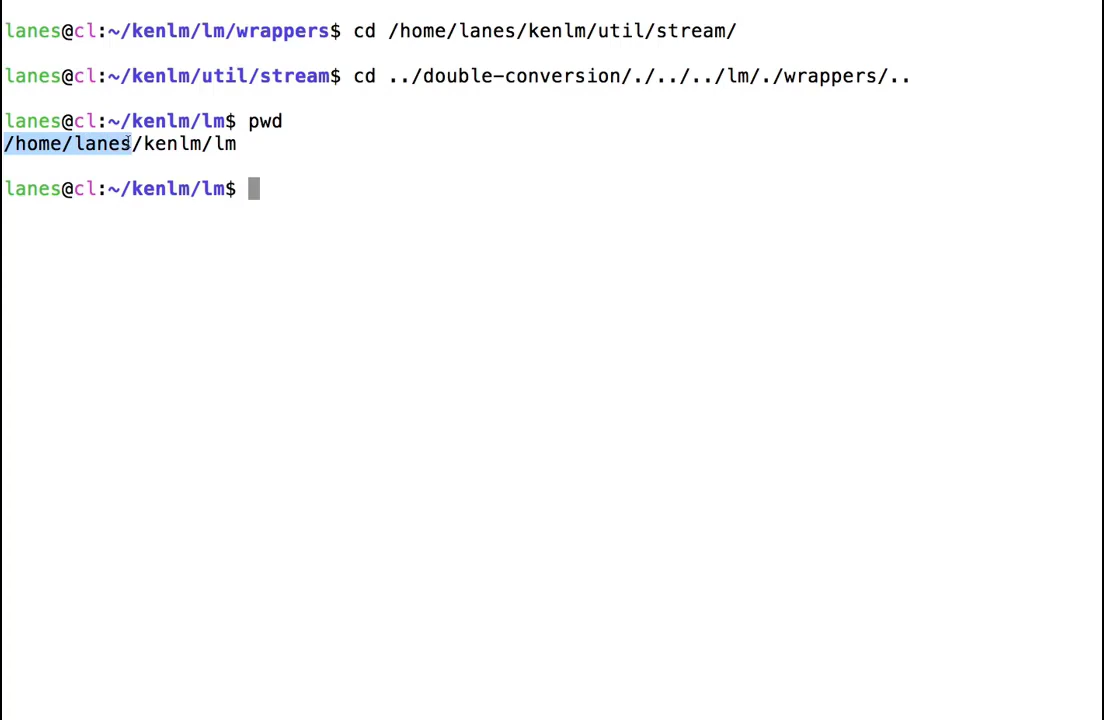 lanes@cl:~/kenlm/lm/wrappers$ cd /home/lanes/kenlm/util/stream/
lanes@cl:~/kenlm/util/stream$ cd ../double-conversion/./../../lm/./wrappers/..
lanes@cl:~/kenlm/lm$ pwd
/home/lanes/kenlm/lm
lanes@cl:~/kenlm/lm$